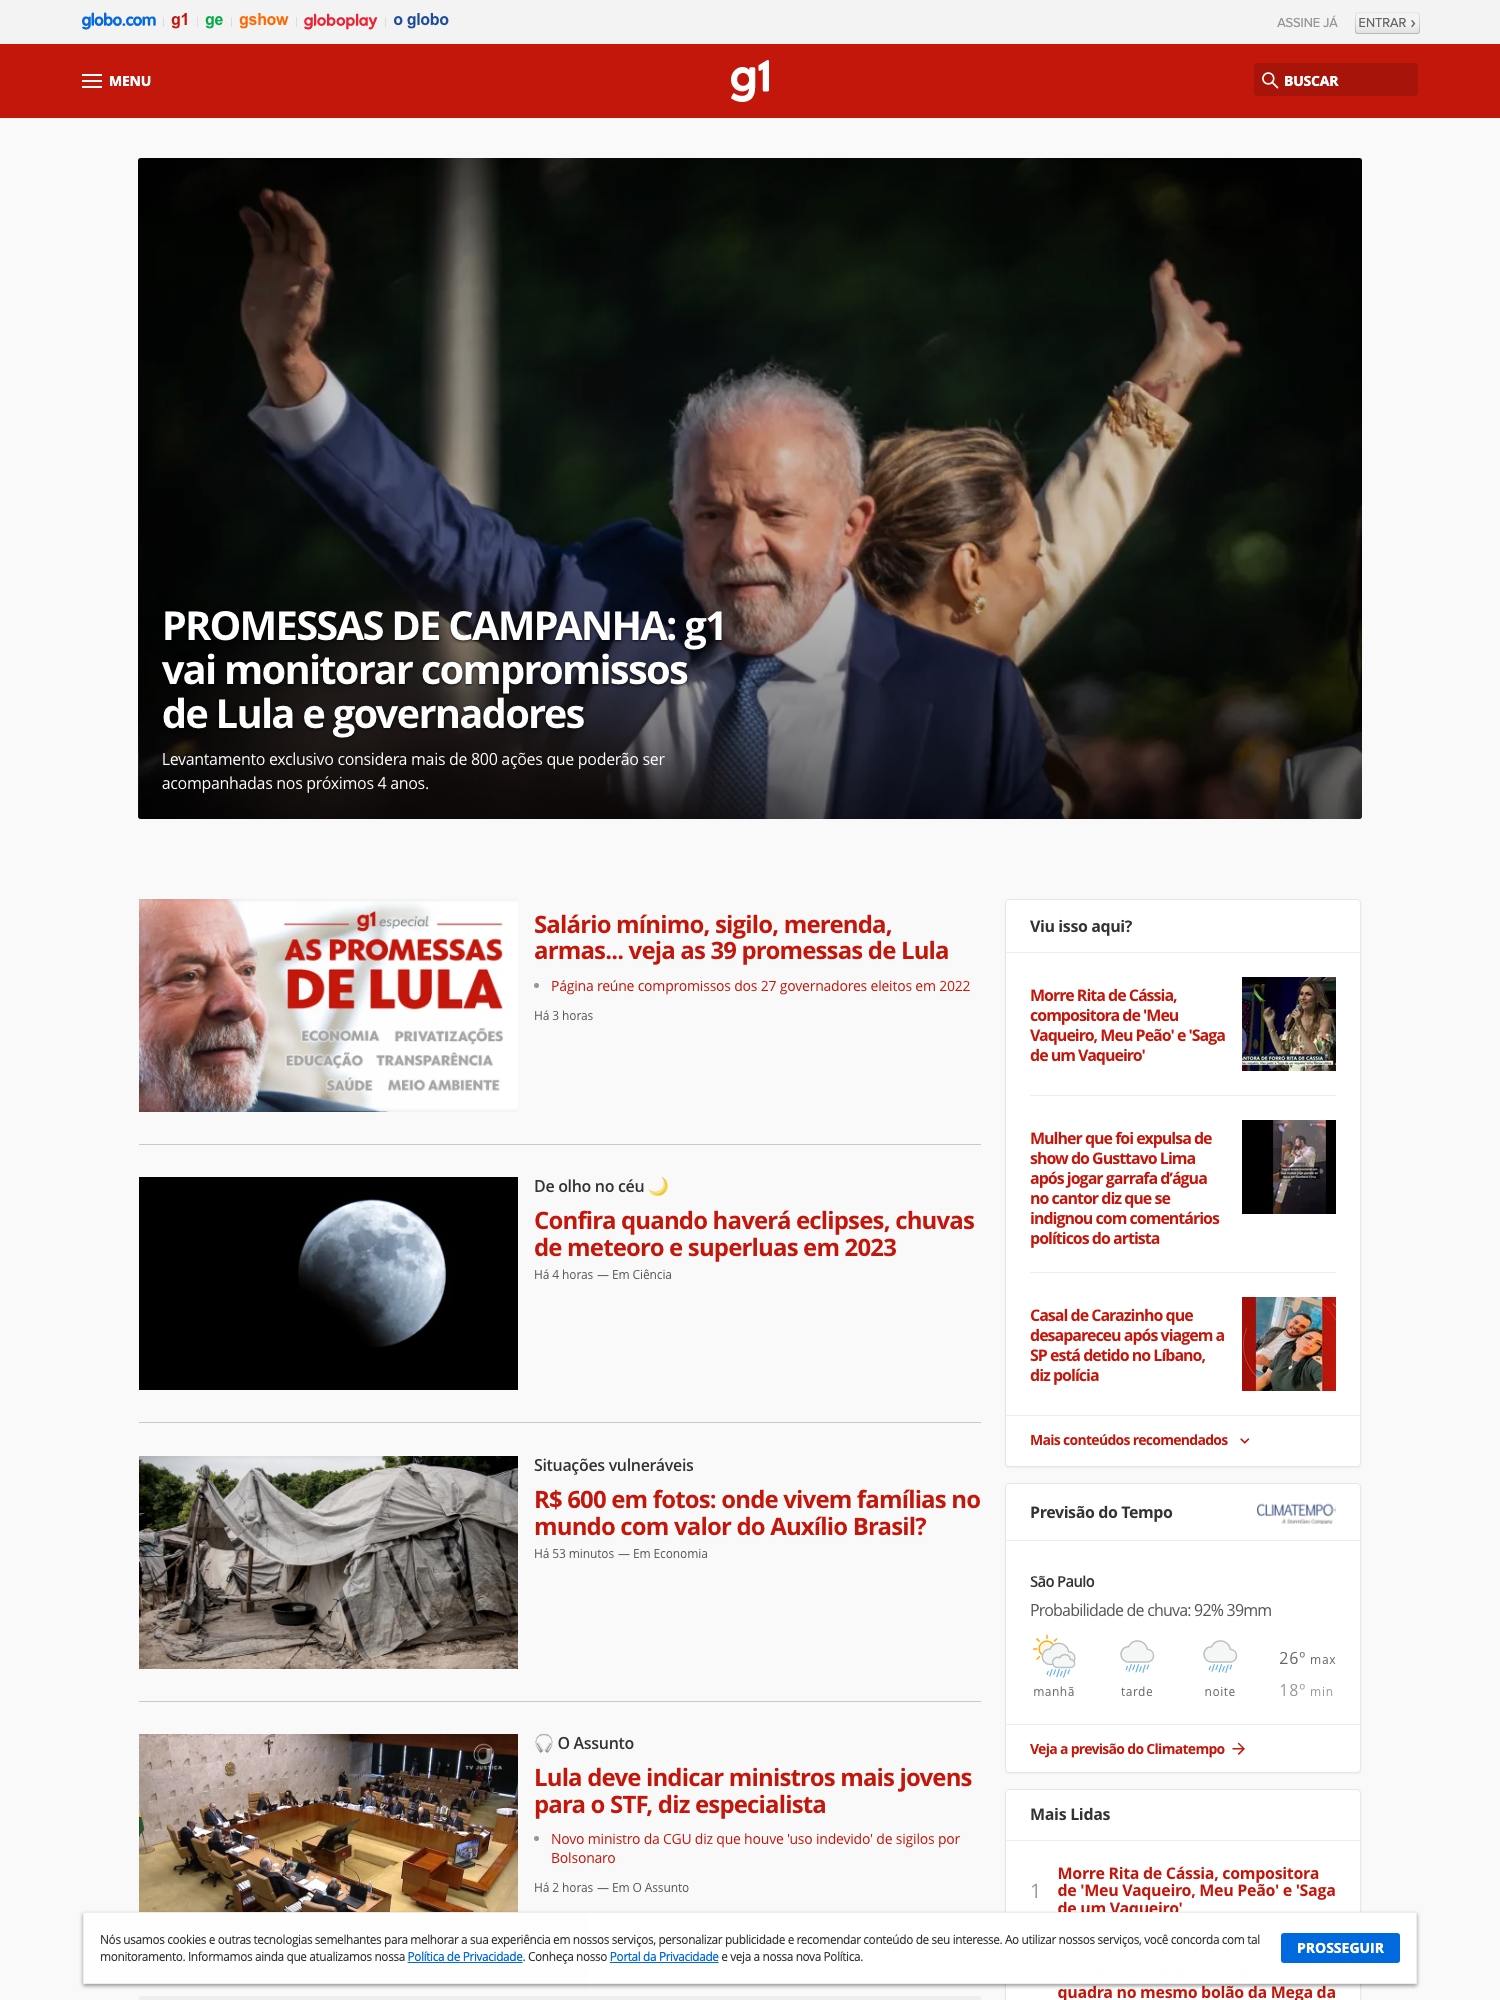 globo.com g1 ge gshow globoplay o globo
ASSINE JÁ ENTRAR ›
MENU
g1
BUSCAR
PROMESSAS DE CAMPANHA: g1
vai monitorar compromissos
de Lula e governadores
Levantamento exclusivo considera mais de 800 ações que poderão ser
acompanhadas nos próximos 4 anos.
g1 especial
AS PROMESSAS
DE LULA
ECONOMIA PRIVATIZAÇÕES
EDUCAÇÃO TRANSPARÊNCIA
SAÚDE MEIO AMBIENTE
Salário mínimo, sigilo, merenda,
armas... veja as 39 promessas de Lula
Página reúne compromissos dos 27 governadores eleitos em 2022
Há 3 horas
De olho no céu 🌙
Confira quando haverá eclipses, chuvas
de meteoro e superluas em 2023
Há 4 horas — Em Ciência
Situações vulneráveis
R$ 600 em fotos: onde vivem famílias no
mundo com valor do Auxílio Brasil?
Há 53 minutos — Em Economia
TV JUSTIÇA
🎧 O Assunto
Lula deve indicar ministros mais jovens
para o STF, diz especialista
Novo ministro da CGU diz que houve 'uso indevido' de sigilos por
Bolsonaro
Há 2 horas — Em O Assunto
Viu isso aqui?
Morre Rita de Cássia,
compositora de 'Meu
Vaqueiro, Meu Peão' e 'Saga
de um Vaqueiro'
ANTORA DE FORRÓ RITA DE CÁSSIA
Mulher que foi expulsa de
show do Gusttavo Lima
após jogar garrafa d'água
no cantor diz que se
indignou com comentários
políticos do artista
Casal de Carazinho que
desapareceu após viagem a
SP está detido no Líbano,
diz polícia
Mais conteúdos recomendados
Previsão do Tempo
CLIMATEMPO
A StormGeo Company
São Paulo
Probabilidade de chuva: 92% 39mm
manhã tarde noite
26º max
18º min
Veja a previsão do Climatempo →
Mais Lidas
1
Morre Rita de Cássia, compositora
de 'Meu Vaqueiro, Meu Peão' e 'Saga
de um Vaqueiro'
quadra no mesmo bolão da Mega da
Nós usamos cookies e outras tecnologias semelhantes para melhorar a sua experiência em nossos serviços, personalizar publicidade e recomendar conteúdo de seu interesse. Ao utilizar nossos serviços, você concorda com tal
monitoramento. Informamos ainda que atualizamos nossa Política de Privacidade. Conheça nosso Portal da Privacidade e veja a nossa nova Política.
PROSSEGUIR